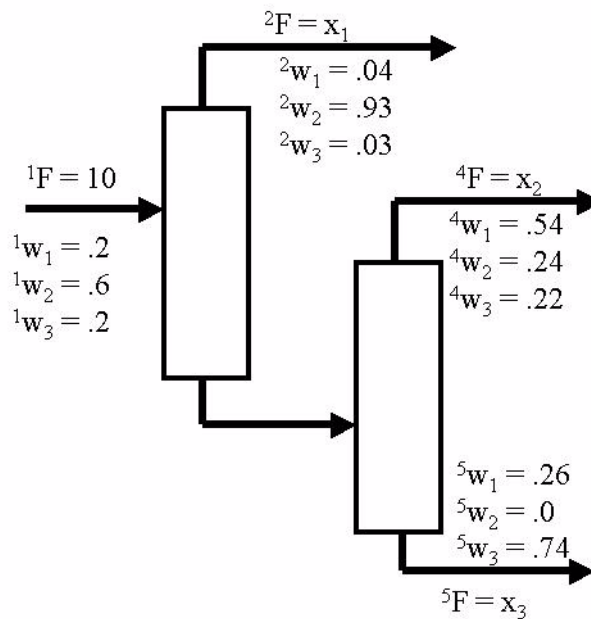 ²F = x₁
²w₁ = .04
²w₂ = .93
²w₃ = .03
¹F = 10
¹w₁ = .2
¹w₂ = .6
¹w₃ = .2
⁴F = x₂
⁴w₁ = .54
⁴w₂ = .24
⁴w₃ = .22
⁵w₁ = .26
⁵w₂ = .0
⁵w₃ = .74
⁵F = x₃